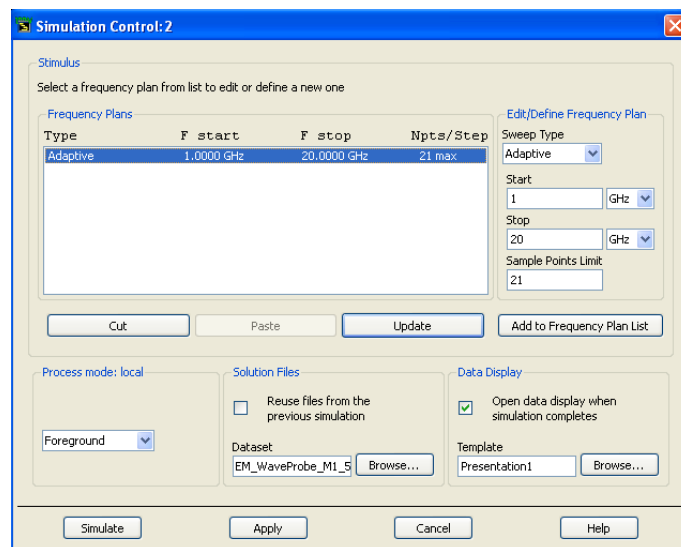 Simulation Control:2
Stimulus
Select a frequency plan from list to edit or define a new one
Frequency Plans
Type F start F stop Npts/Step
Adaptive 1.0000 GHz 20.0000 GHz 21 max
Edit/Define Frequency Plan
Sweep Type
Adaptive
Start
1 GHz
Stop
20 GHz
Sample Points Limit
21
Cut Paste Update Add to Frequency Plan List
Process mode: local
Foreground
Solution Files
Reuse files from the
previous simulation
Dataset
EM_WaveProbe_M1_5 Browse...
Data Display
Open data display when
simulation completes
Template
Presentation1 Browse...
Simulate Apply Cancel Help